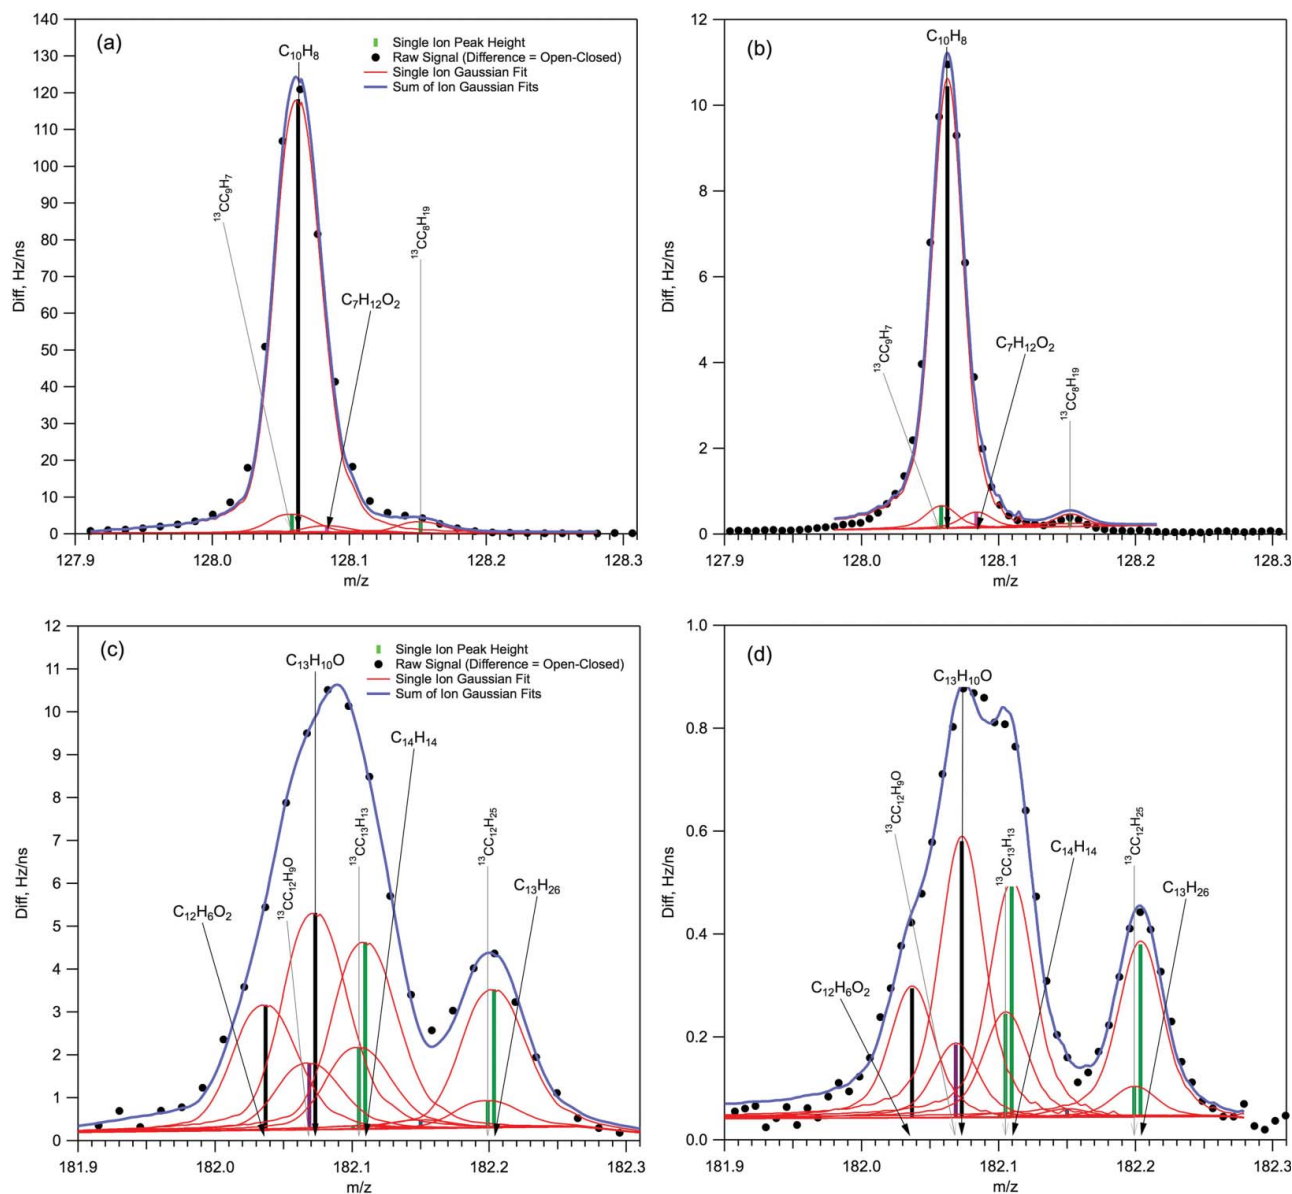 (a)
C₁₀H₈
Single Ion Peak Height
Raw Signal (Difference = Open-Closed)
Single Ion Gaussian Fit
Sum of Ion Gaussian Fits
¹³CC₉H₇
¹³CC₈H₁₉
C₇H₁₂O₂
140
130
120
110
100
90
80
70
60
50
40
30
20
10
0
Diff, Hz/ns
127.9
128.0
128.1
128.2
128.3
m/z
(b)
C₁₀H₈
¹³CC₉H₇
C₇H₁₂O₂
¹³CC₈H₁₉
12
10
8
6
4
2
0
Diff, Hz/ns
127.9
128.0
128.1
128.2
128.3
m/z
(c)
C₁₃H₁₀O
Single Ion Peak Height
Raw Signal (Difference = Open-Closed)
Single Ion Gaussian Fit
Sum of Ion Gaussian Fits
C₁₄H₁₄
¹³CC₁₃H₁₃
¹³CC₁₂H₂₅
¹³CC₁₂H₉O
C₁₂H₆O₂
C₁₃H₂₆
12
11
10
9
8
7
6
5
4
3
2
1
0
Diff, Hz/ns
181.9
182.0
182.1
182.2
182.3
m/z
(d)
C₁₃H₁₀O
¹³CC₁₂H₉O
¹³CC₁₃H₁₃
C₁₄H₁₄
¹³CC₁₂H₂₅
C₁₃H₂₆
C₁₂H₆O₂
1.0
0.8
0.6
0.4
0.2
0.0
Diff, Hz/ns
181.9
182.0
182.1
182.2
182.3
m/z